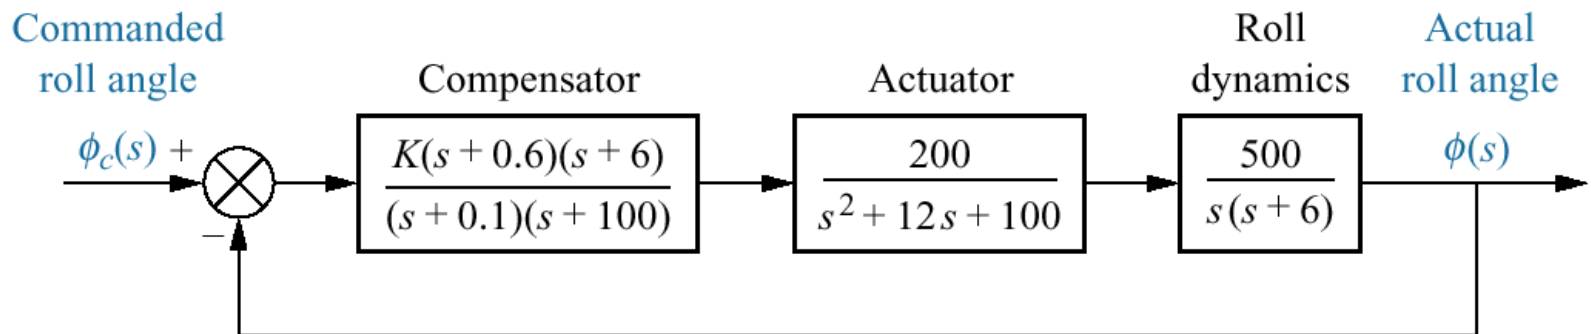 Commanded
roll angle
ϕc(s) +
−
Compensator
K(s + 0.6)(s + 6)
(s + 0.1)(s + 100)
Actuator
200
s² + 12s + 100
Roll
dynamics
500
s(s + 6)
Actual
roll angle
ϕ(s)